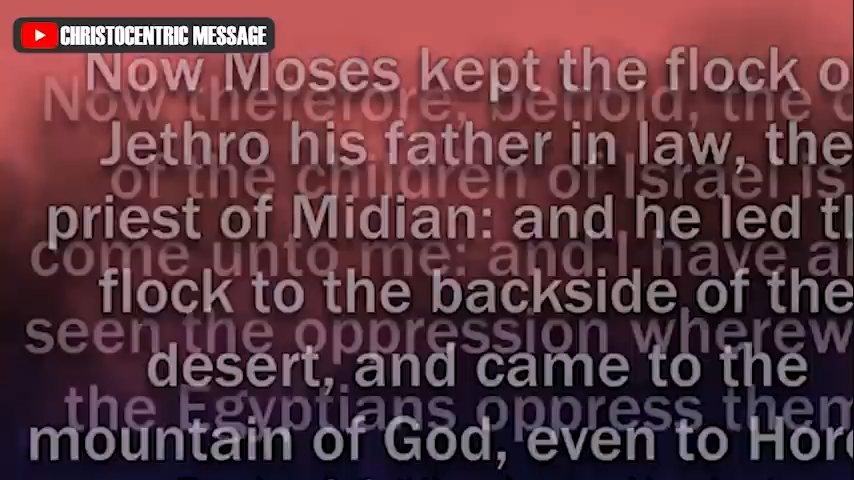 CHRISTOCENTRIC MESSAGE
Now Moses kept the flock o
Now therefore, behold, the c
Jethro his father in law, the
of the children of Israel is
priest of Midian: and he led th
come unto me: and I have al
flock to the backside of the
seen the oppression wherew
desert, and came to the
the Egyptians oppress them
mountain of God, even to Hore